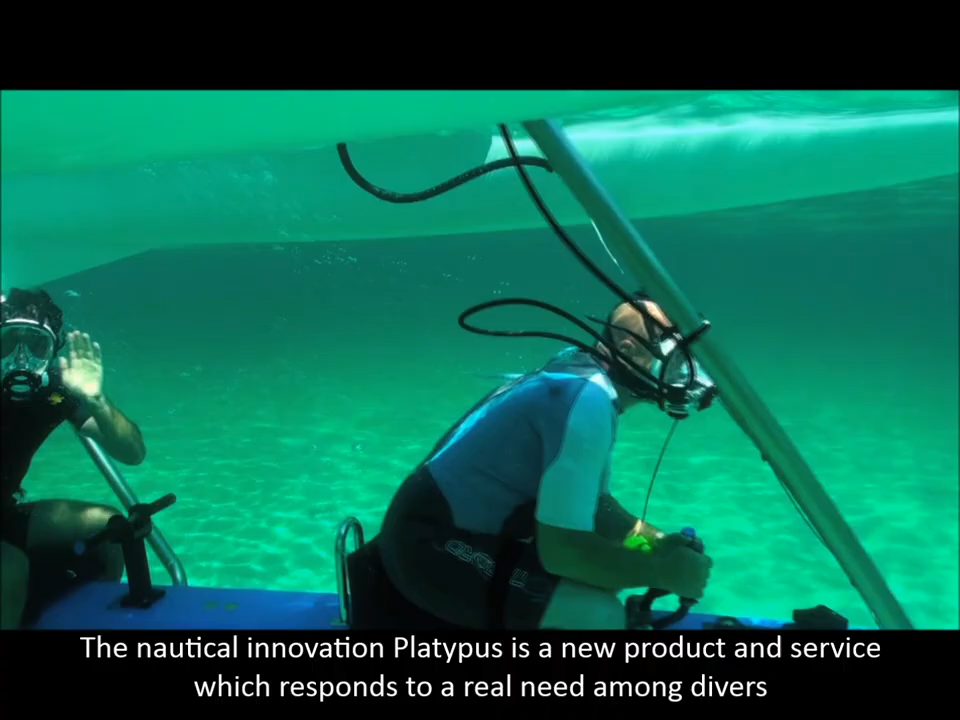 The nautical innovation Platypus is a new product and service
which responds to a real need among divers